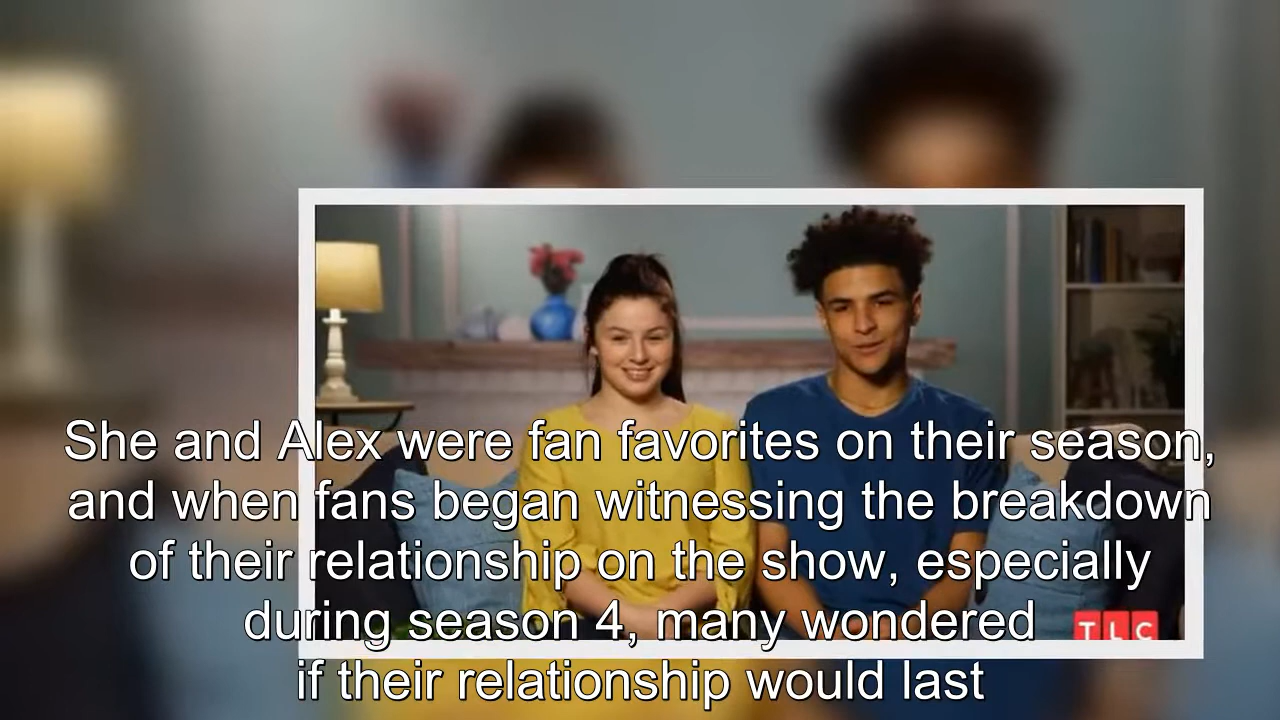 She and Alex were fan favorites on their season,
and when fans began witnessing the breakdown
of their relationship on the show, especially
during season 4, many wondered
TLC
if their relationship would last